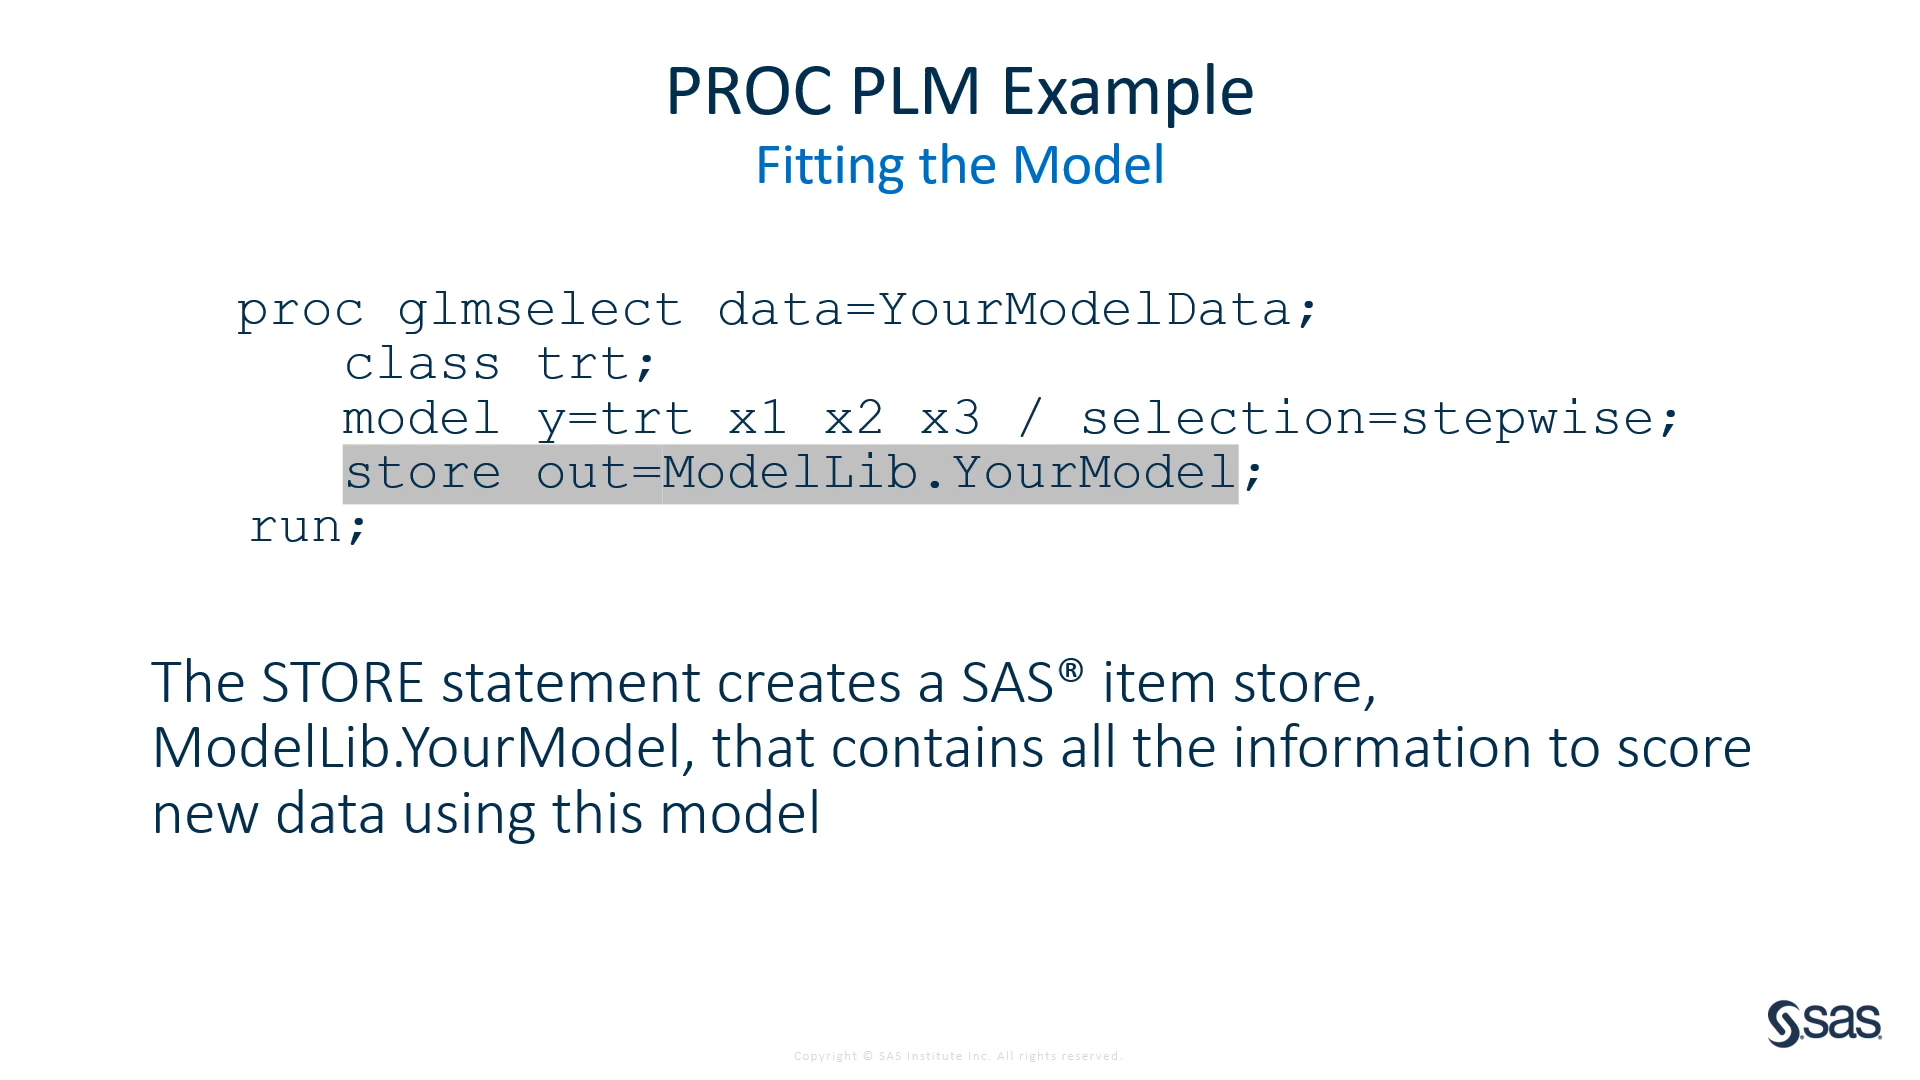 PROC PLM Example
Fitting the Model
proc glmselect data=YourModelData;
class trt;
model y=trt x1 x2 x3 / selection=stepwise;
store out=ModelLib.YourModel;
run;
The STORE statement creates a SAS® item store,
ModelLib.YourModel, that contains all the information to score
new data using this model
sas
Copyright © SAS Institute Inc. All rights reserved.